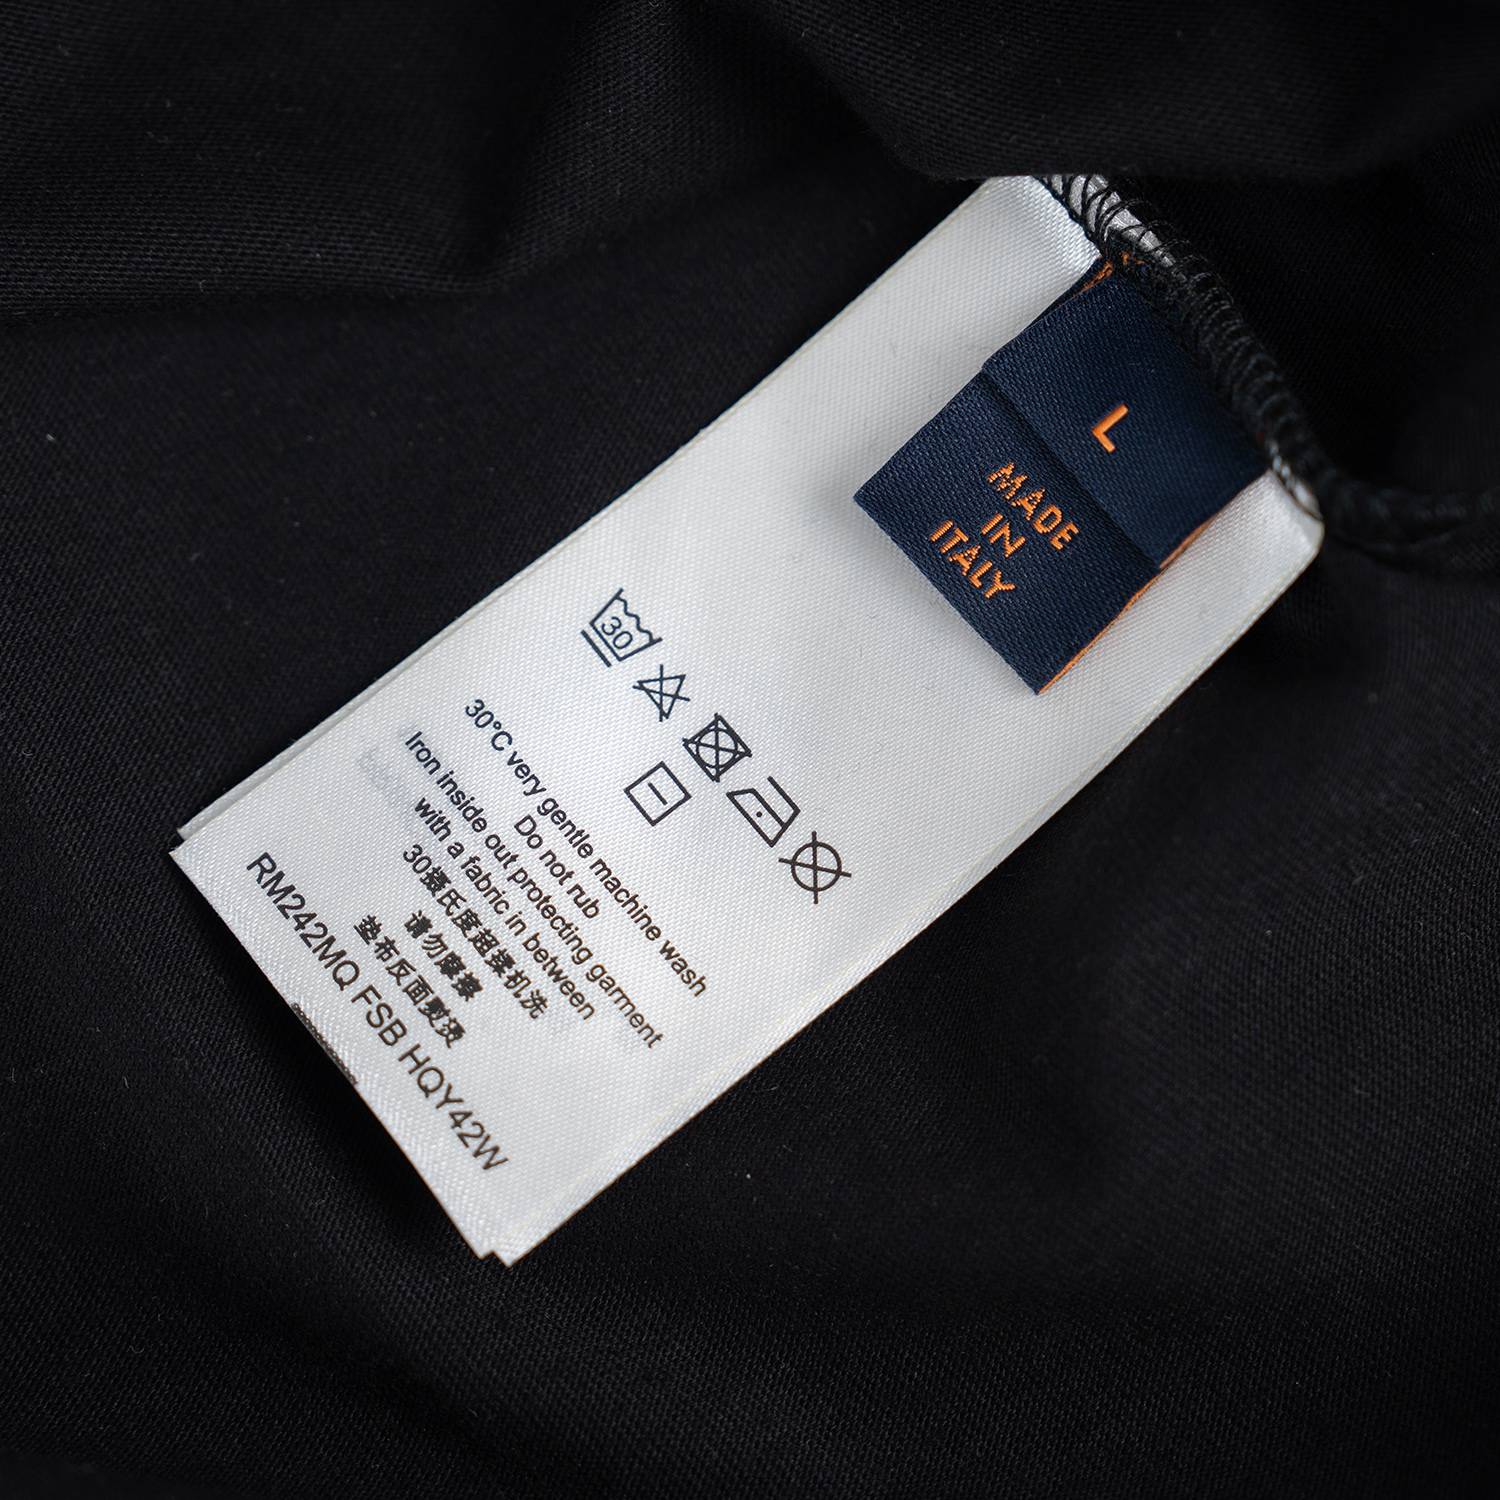 L
MADE
IN
ITALY
30
30°C very gentle machine wash
Do not rub
Iron inside out protecting garment
with a fabric in between
30摄氏度超柔机洗
请勿摩擦
垫布反面熨烫
RM242MQ FSB HQY42W